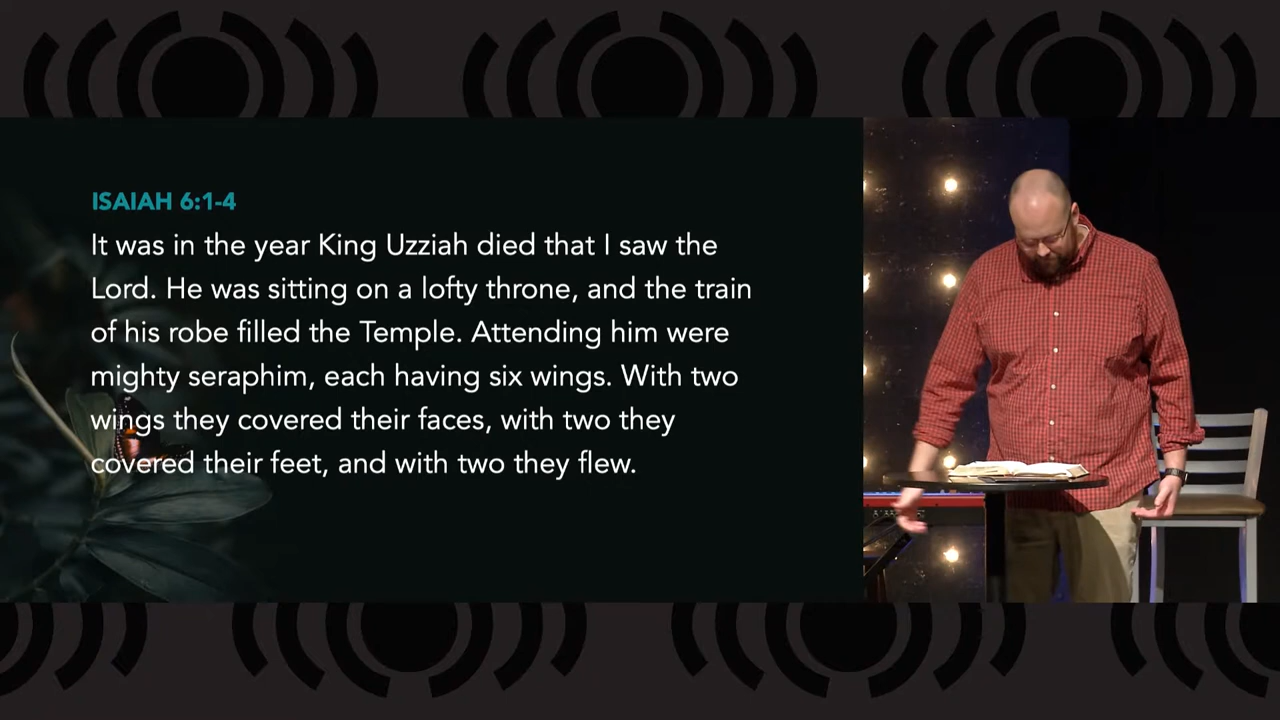 ISAIAH 6:1-4
It was in the year King Uzziah died that I saw the
Lord. He was sitting on a lofty throne, and the train
of his robe filled the Temple. Attending him were
mighty seraphim, each having six wings. With two
wings they covered their faces, with two they
covered their feet, and with two they flew.